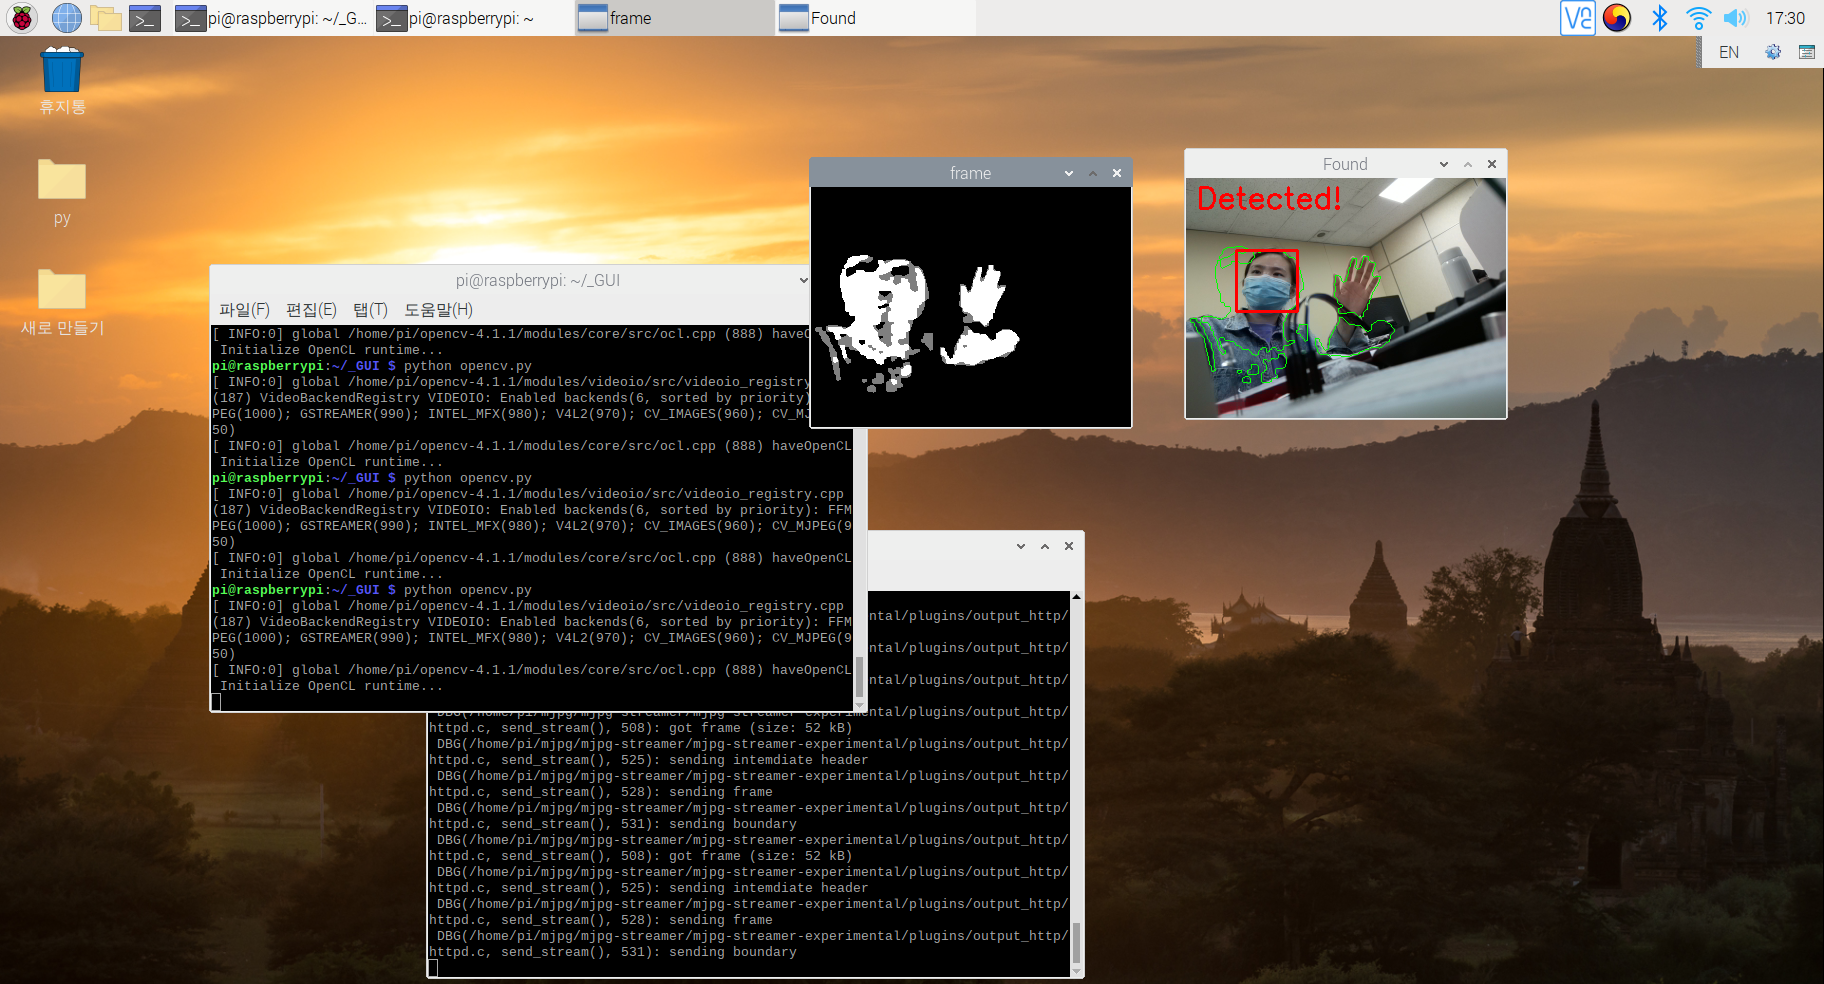 pi@raspberrypi: ~/_G...
pi@raspberrypi: ~
frame
Found
17:30
EN
휴지통
py
새로 만들기
pi@raspberrypi: ~/_GUI
파일(F) 편집(E) 탭(T) 도움말(H)
[ INFO:0] global /home/pi/opencv-4.1.1/modules/core/src/ocl.cpp (888) haveO
Initialize OpenCL runtime...
pi@raspberrypi:~/_GUI $ python opencv.py
[ INFO:0] global /home/pi/opencv-4.1.1/modules/videoio/src/videoio_registry
(187) VideoBackendRegistry VIDEOIO: Enabled backends(6, sorted by priority)
PEG(1000); GSTREAMER(990); INTEL_MFX(980); V4L2(970); CV_IMAGES(960); CV_MJ
50)
[ INFO:0] global /home/pi/opencv-4.1.1/modules/core/src/ocl.cpp (888) haveOpenCL
Initialize OpenCL runtime...
pi@raspberrypi:~/_GUI $ python opencv.py
[ INFO:0] global /home/pi/opencv-4.1.1/modules/videoio/src/videoio_registry.cpp
(187) VideoBackendRegistry VIDEOIO: Enabled backends(6, sorted by priority): FFM
PEG(1000); GSTREAMER(990); INTEL_MFX(980); V4L2(970); CV_IMAGES(960); CV_MJPEG(9
50)
[ INFO:0] global /home/pi/opencv-4.1.1/modules/core/src/ocl.cpp (888) haveOpenCL
Initialize OpenCL runtime...
pi@raspberrypi:~/_GUI $ python opencv.py
[ INFO:0] global /home/pi/opencv-4.1.1/modules/videoio/src/videoio_registry.cpp
(187) VideoBackendRegistry VIDEOIO: Enabled backends(6, sorted by priority): FFM
PEG(1000); GSTREAMER(990); INTEL_MFX(980); V4L2(970); CV_IMAGES(960); CV_MJPEG(9
50)
[ INFO:0] global /home/pi/opencv-4.1.1/modules/core/src/ocl.cpp (888) haveOpenCL
Initialize OpenCL runtime...
frame
Found
Detected!
ntal/plugins/output_http/
ntal/plugins/output_http/
ntal/plugins/output_http/
DBG(/home/pi/mjpg/mjpg-streamer/mjpg-streamer-experimental/plugins/output_http/
httpd.c, send_stream(), 508): got frame (size: 52 kB)
DBG(/home/pi/mjpg/mjpg-streamer/mjpg-streamer-experimental/plugins/output_http/
httpd.c, send_stream(), 525): sending intemdiate header
DBG(/home/pi/mjpg/mjpg-streamer/mjpg-streamer-experimental/plugins/output_http/
httpd.c, send_stream(), 528): sending frame
DBG(/home/pi/mjpg/mjpg-streamer/mjpg-streamer-experimental/plugins/output_http/
httpd.c, send_stream(), 531): sending boundary
DBG(/home/pi/mjpg/mjpg-streamer/mjpg-streamer-experimental/plugins/output_http/
httpd.c, send_stream(), 508): got frame (size: 52 kB)
DBG(/home/pi/mjpg/mjpg-streamer/mjpg-streamer-experimental/plugins/output_http/
httpd.c, send_stream(), 525): sending intemdiate header
DBG(/home/pi/mjpg/mjpg-streamer/mjpg-streamer-experimental/plugins/output_http/
httpd.c, send_stream(), 528): sending frame
DBG(/home/pi/mjpg/mjpg-streamer/mjpg-streamer-experimental/plugins/output_http/
httpd.c, send_stream(), 531): sending boundary